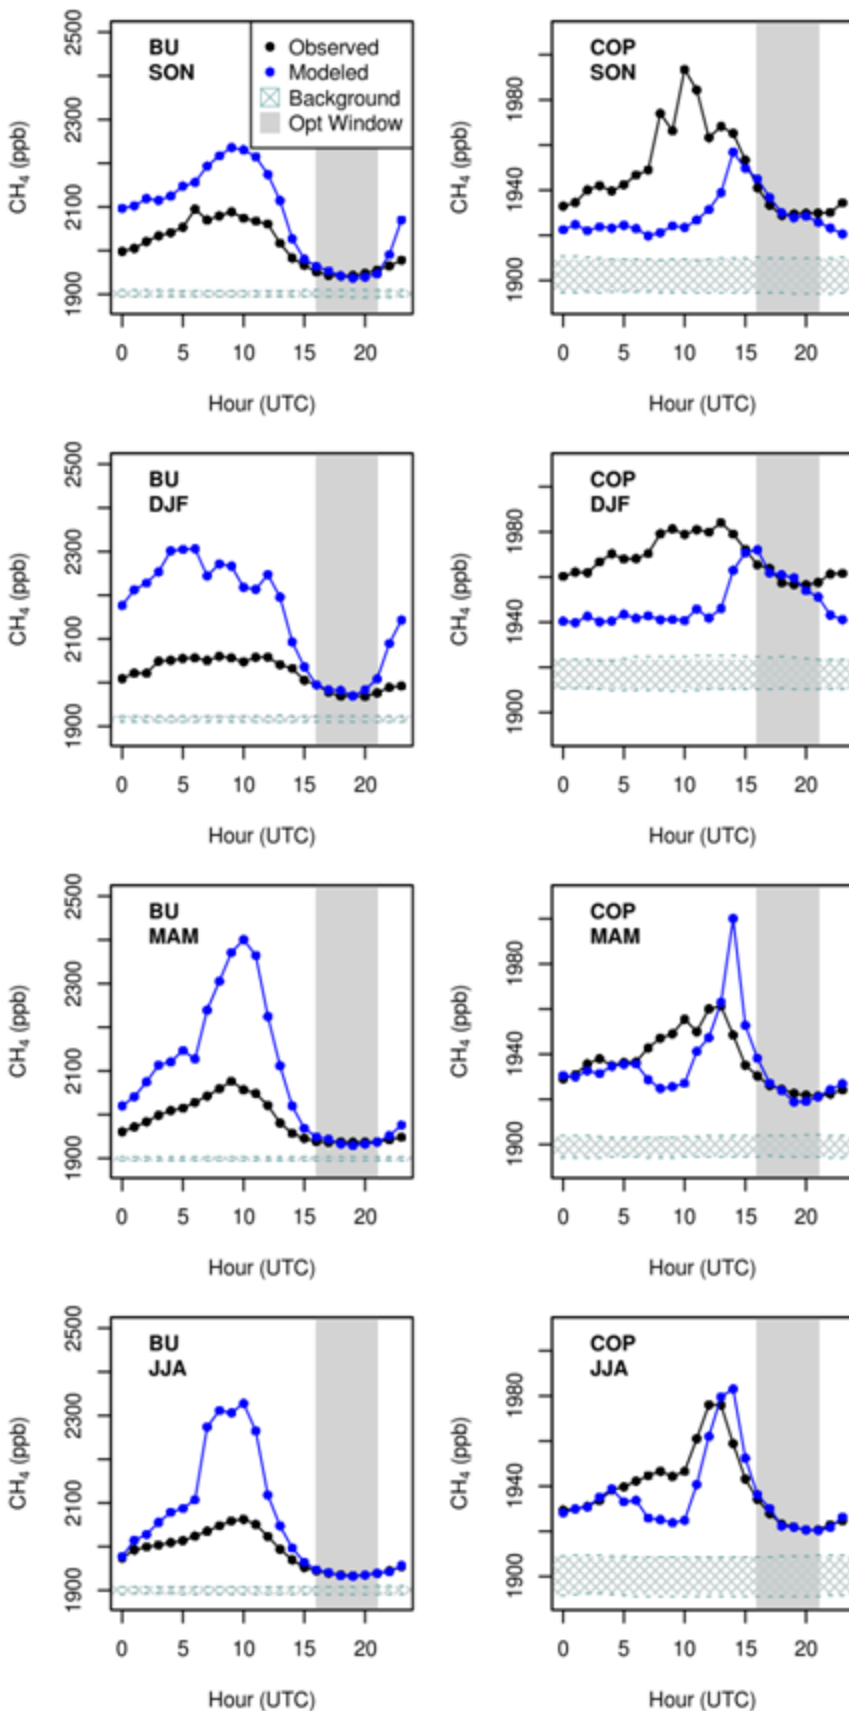 BU
SON
Observed
Modeled
Background
Opt Window
CH4 (ppb)
1900 2100 2300 2500
0 5 10 15 20
Hour (UTC)
COP
SON
CH4 (ppb)
1900 1940 1980
0 5 10 15 20
Hour (UTC)
BU
DJF
CH4 (ppb)
1900 2100 2300 2500
0 5 10 15 20
Hour (UTC)
COP
DJF
CH4 (ppb)
1900 1940 1980
0 5 10 15 20
Hour (UTC)
BU
MAM
CH4 (ppb)
1900 2100 2300 2500
0 5 10 15 20
Hour (UTC)
COP
MAM
CH4 (ppb)
1900 1940 1980
0 5 10 15 20
Hour (UTC)
BU
JJA
CH4 (ppb)
1900 2100 2300 2500
0 5 10 15 20
Hour (UTC)
COP
JJA
CH4 (ppb)
1900 1940 1980
0 5 10 15 20
Hour (UTC)